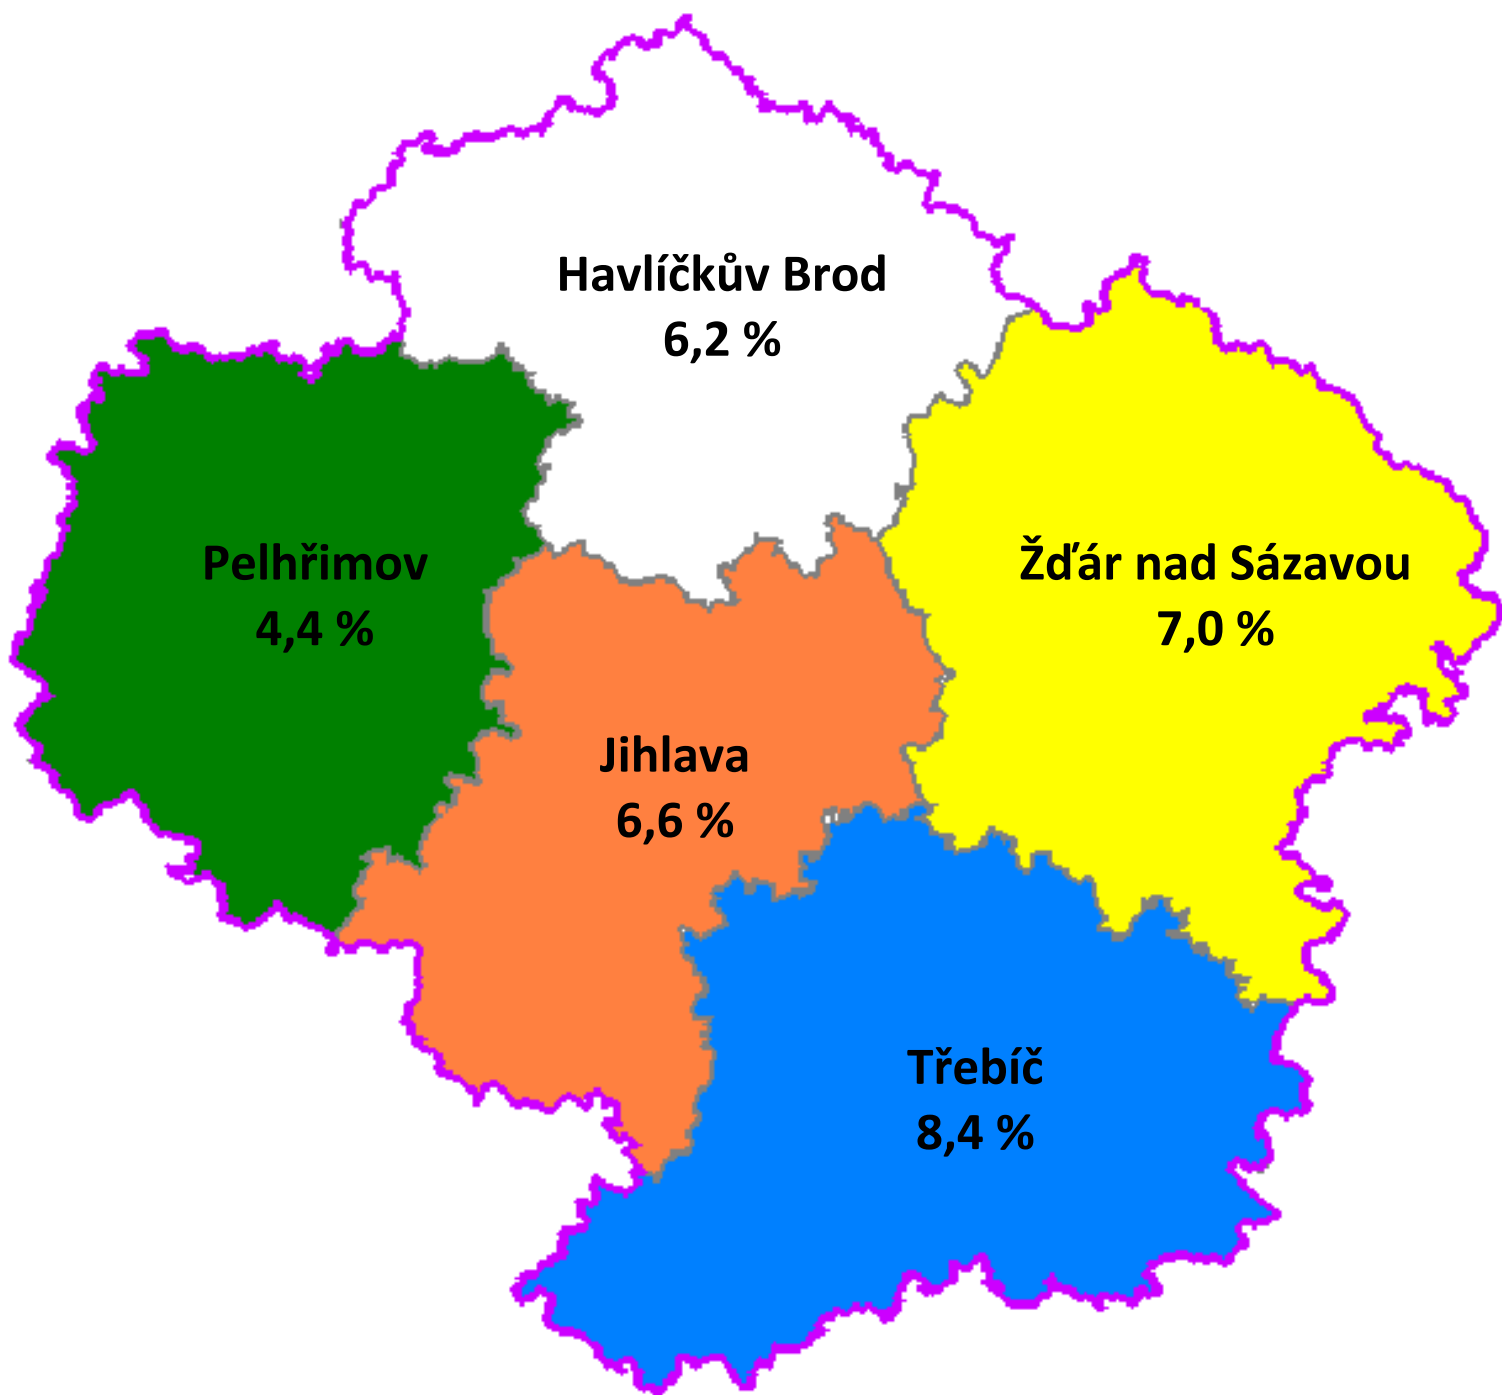 Havlíčkův Brod
6,2 %
Pelhřimov
4,4 %
Žďár nad Sázavou
7,0 %
Jihlava
6,6 %
Třebíč
8,4 %